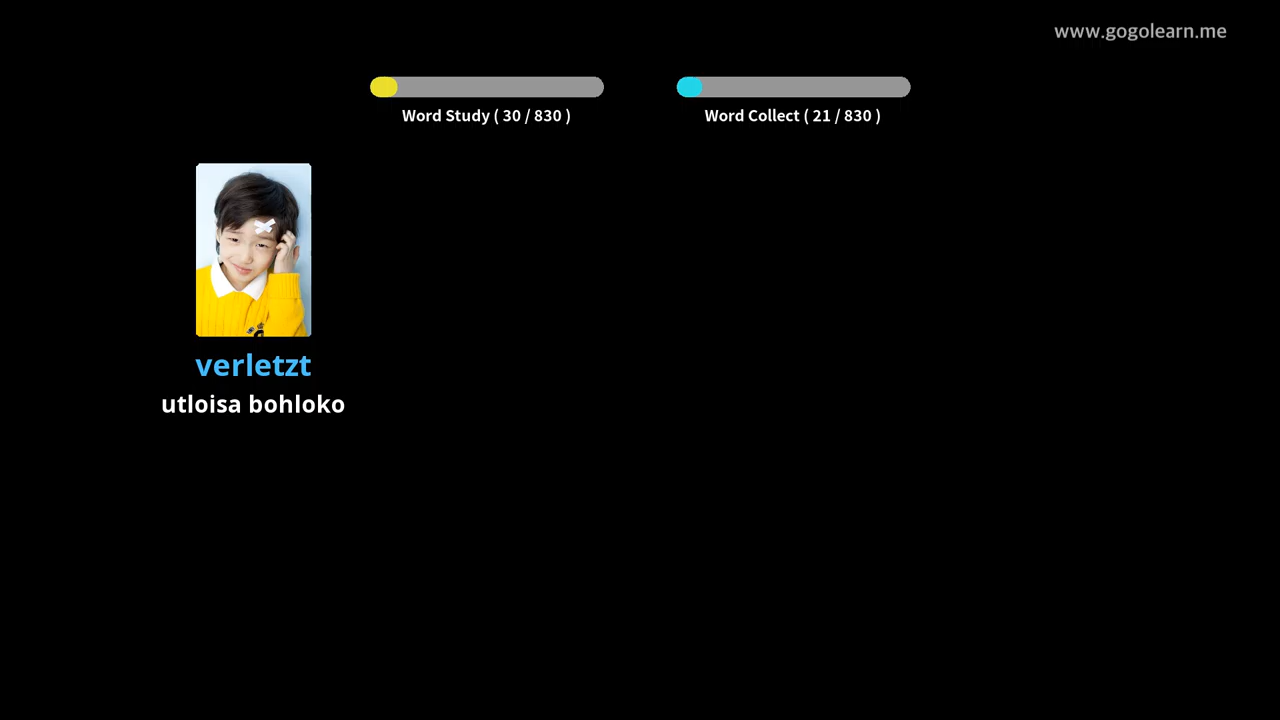 www.gogolearn.me
Word Study ( 30 / 830 )
Word Collect ( 21 / 830 )
verletzt
utloisa bohloko